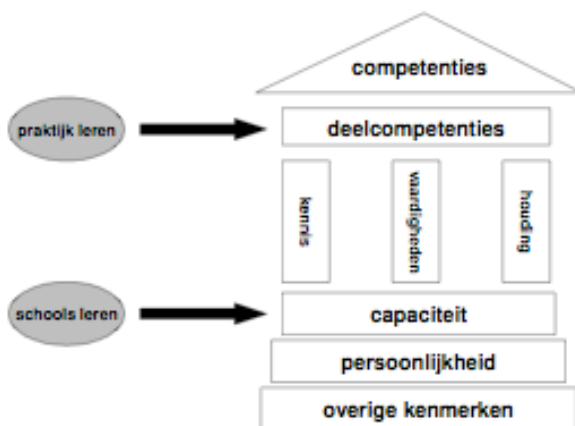 competenties
praktijk leren
deelcompetenties
kennis
vaardigheden
houding
schools leren
capaciteit
persoonlijkheid
overige kenmerken